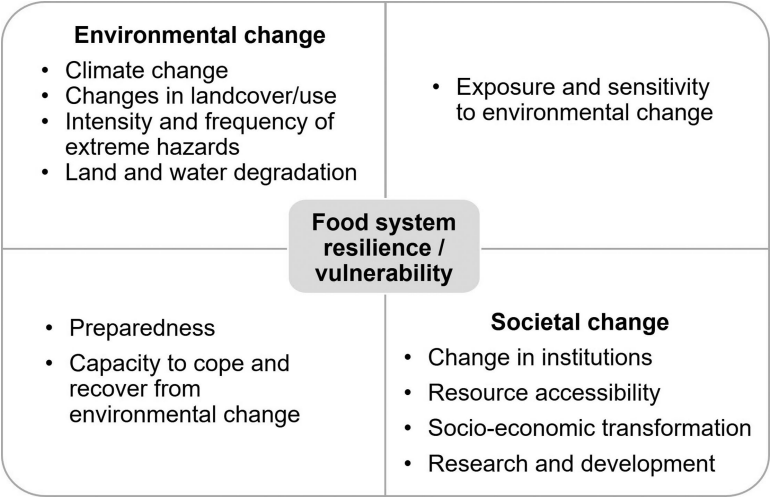 Environmental change
• Climate change
• Changes in landcover/use
• Intensity and frequency of
extreme hazards
• Land and water degradation
• Exposure and sensitivity
to environmental change
Food system
resilience /
vulnerability
• Preparedness
• Capacity to cope and
recover from
environmental change
Societal change
• Change in institutions
• Resource accessibility
• Socio-economic transformation
• Research and development